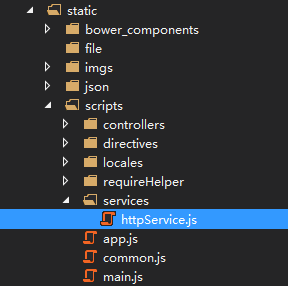 static
bower_components
file
imgs
json
scripts
controllers
directives
locales
requireHelper
services
httpService.js
app.js
common.js
main.js